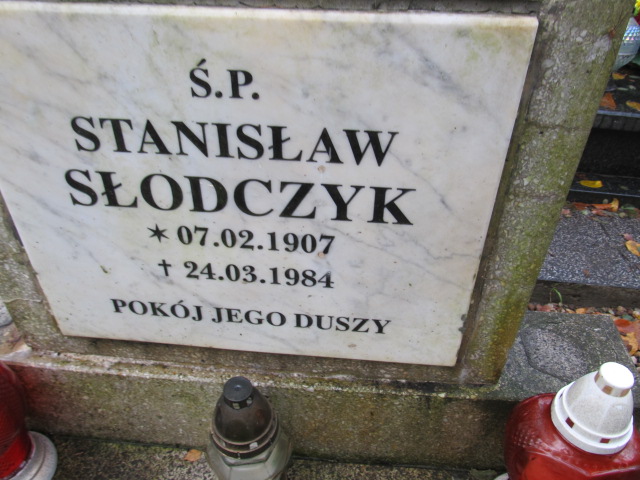 Ś.P.
STANISŁAW
SŁODCZYK
✶ 07.02.1907
† 24.03.1984
POKÓJ JEGO DUSZY